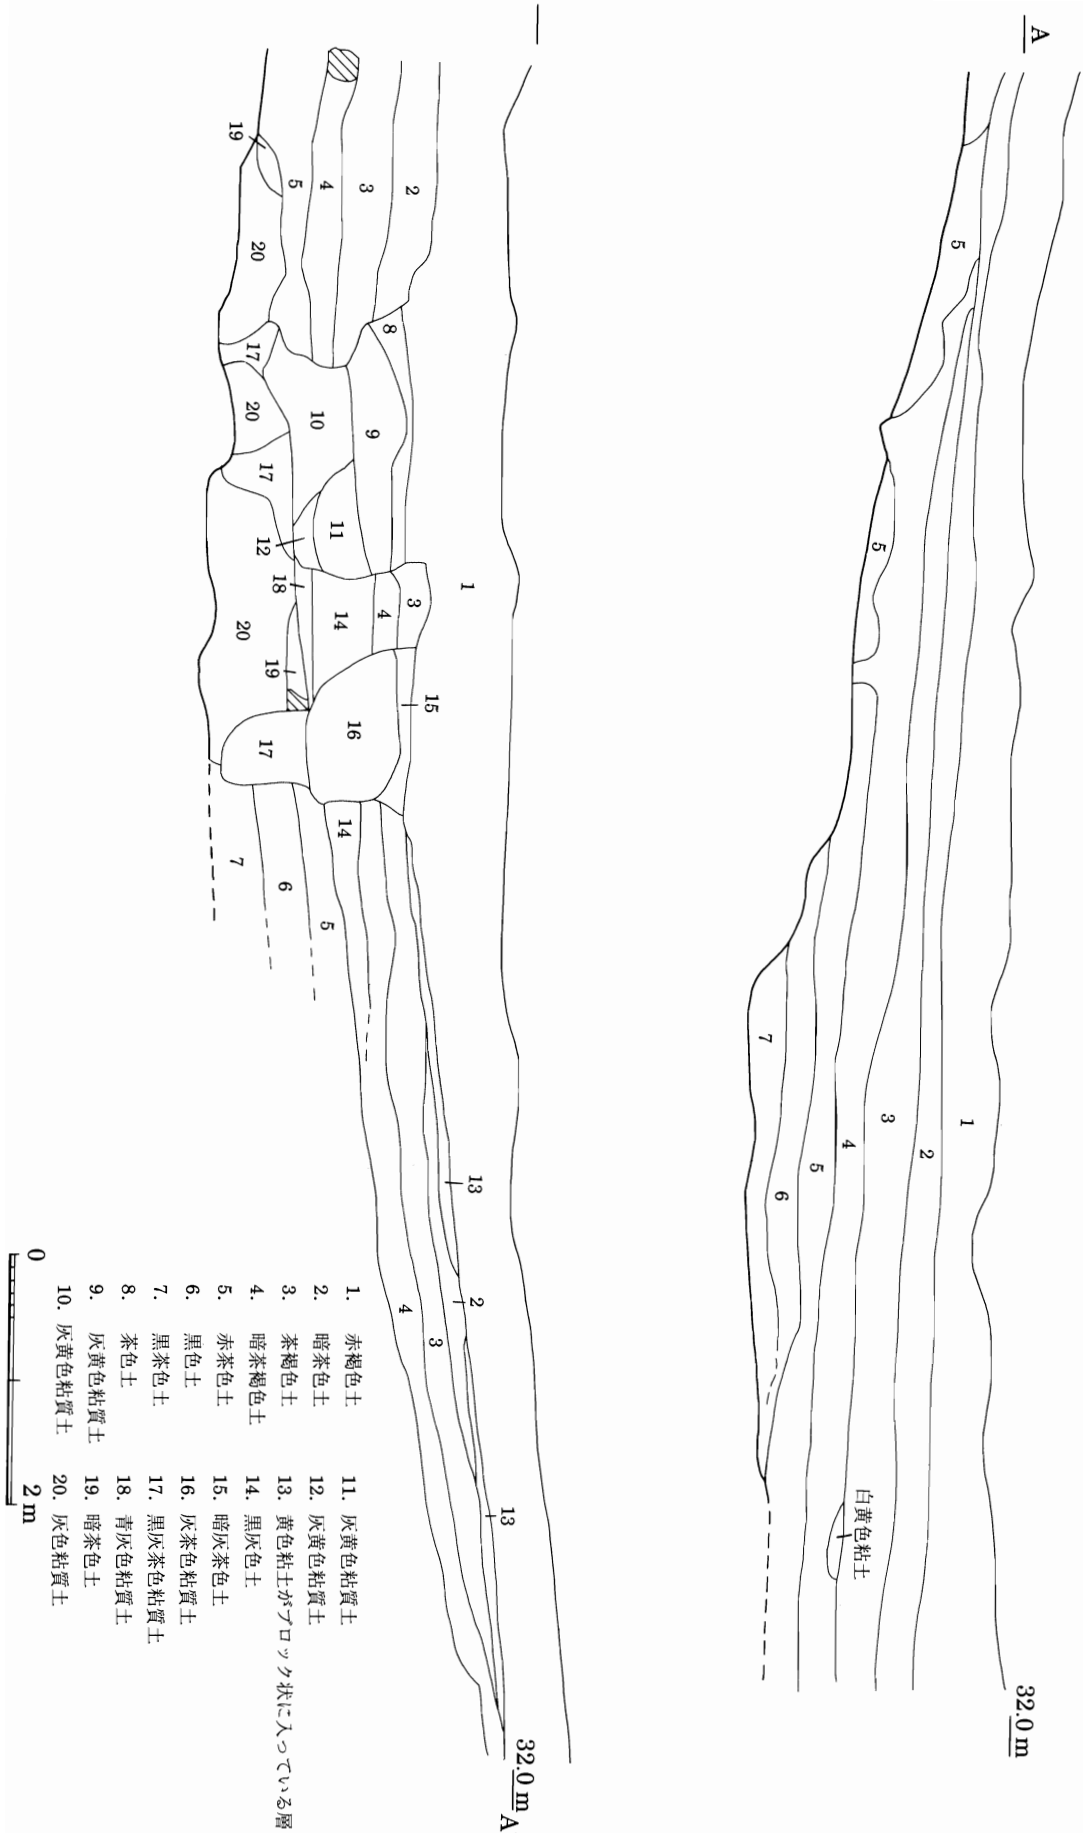 A
32.0 m
5
5
1
2
3
4
5
6
7
白黄色粘土
32.0 m A
19
5
4
3
2
20
17
8
20
10
9
17
11
12
18
1
3
4
14
20
19
15
16
17
14
7
6
5
13
2
4
3
13
1. 赤褐色土
2. 暗茶色土
3. 茶褐色土
4. 暗茶褐色土
5. 赤茶色土
6. 黒色土
7. 黒茶色土
8. 茶色土
9. 灰黄色粘質土
10. 灰黄色粘質土
11. 灰黄色粘質土
12. 灰黄色粘質土
13. 黄色粘土がブロック状に入っている層
14. 黒灰色土
15. 暗灰茶色土
16. 灰茶色粘質土
17. 黒灰茶色粘質土
18. 青灰色粘質土
19. 暗茶色土
20. 灰色粘質土
0 2 m